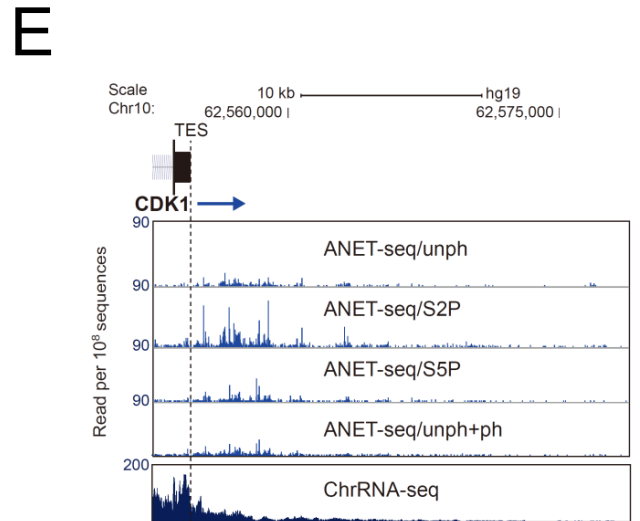 E
Scale 10 kb hg19
Chr10: 62,560,000 | 62,575,000 |
TES
CDK1
Read per 10⁸ sequences
90
ANET-seq/unph
90
ANET-seq/S2P
90
ANET-seq/S5P
90
ANET-seq/unph+ph
200
ChrRNA-seq